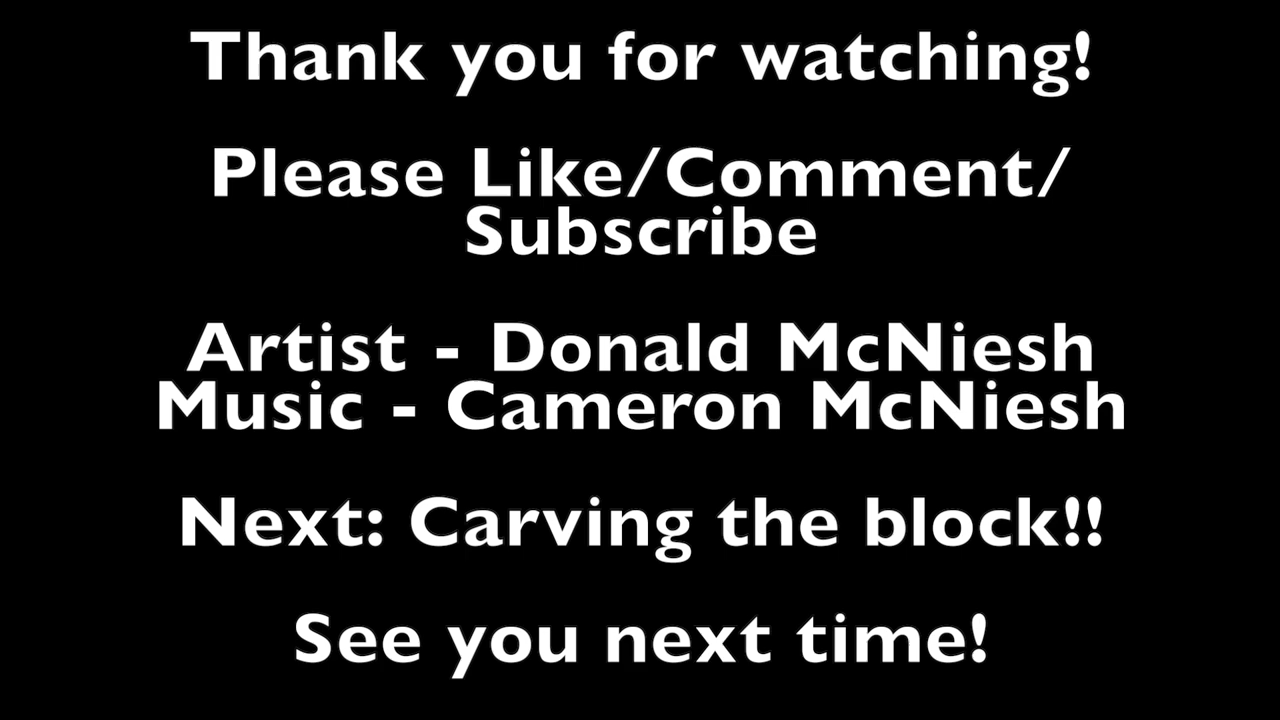 Thank you for watching!
Please Like/Comment/
Subscribe
Artist - Donald McNiesh
Music - Cameron McNiesh
Next: Carving the block!!
See you next time!